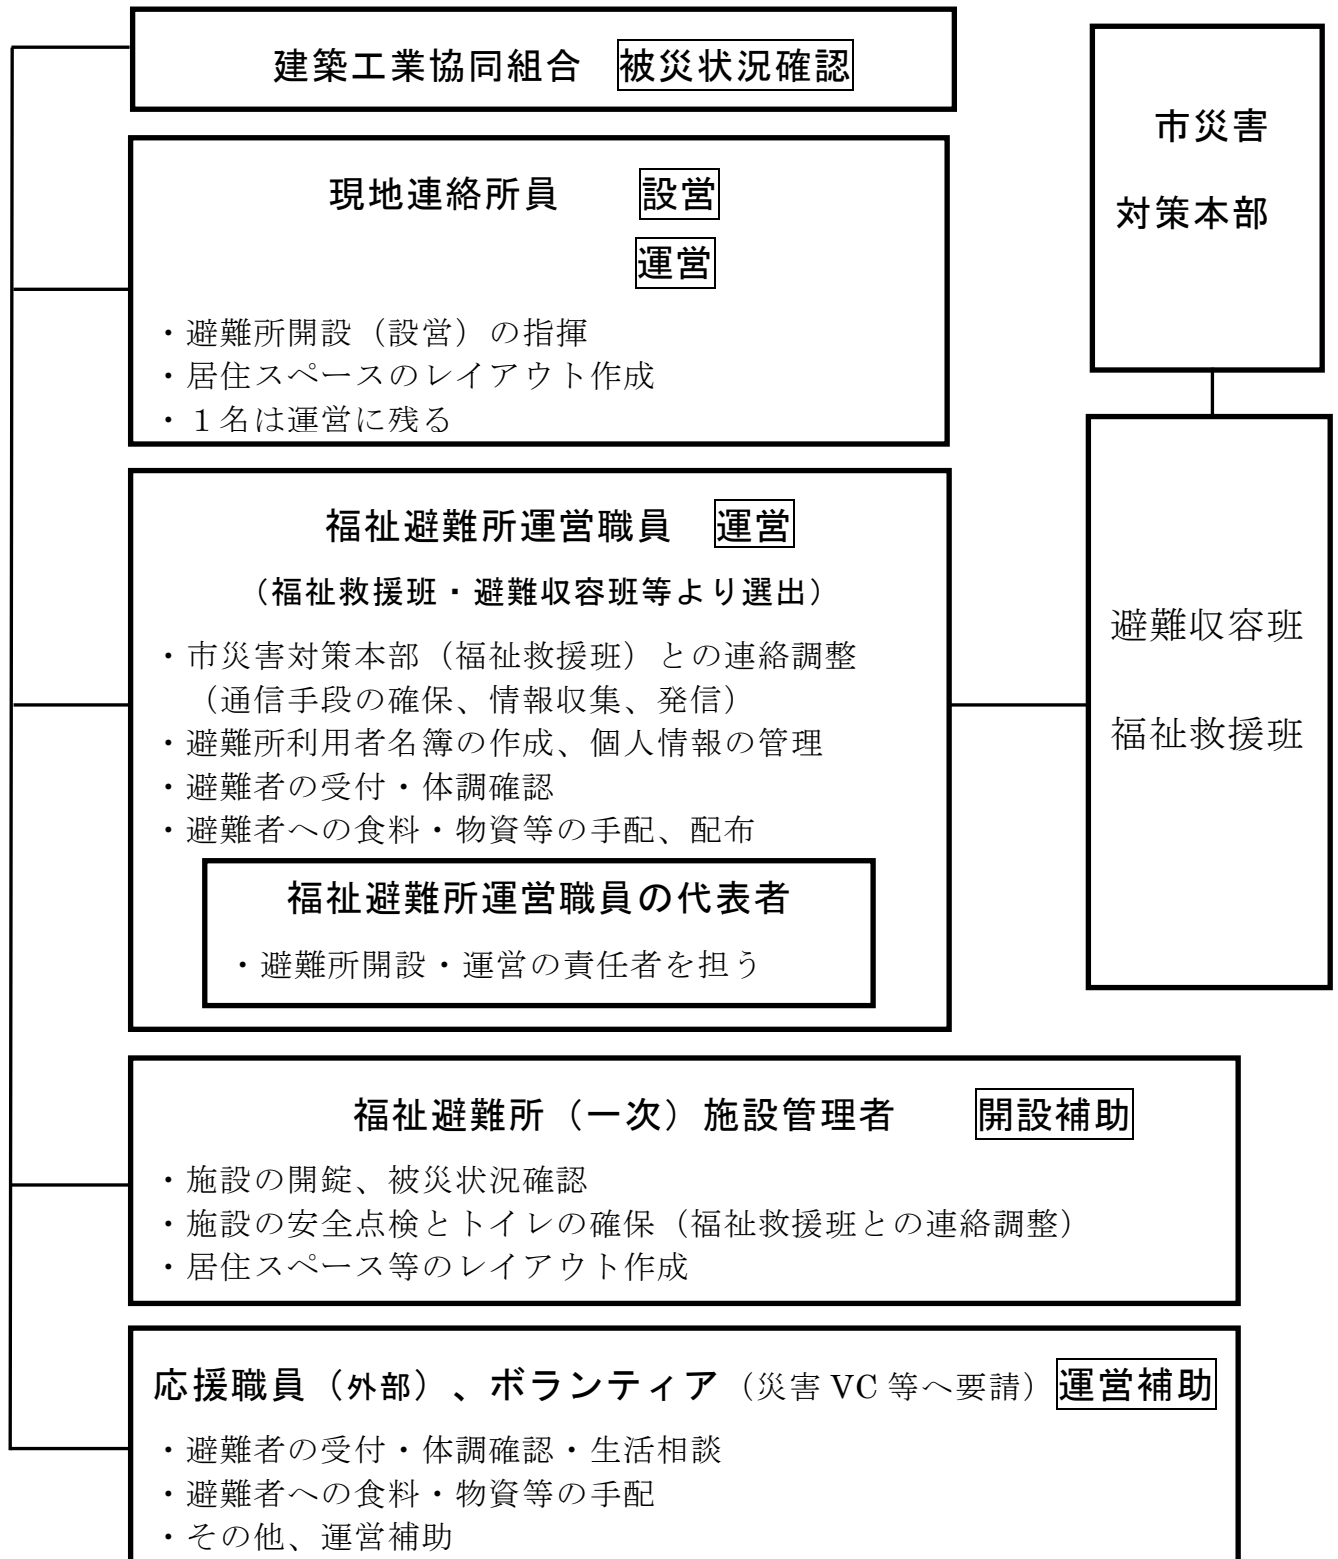 建築工業協同組合 被災状況確認
現地連絡所員 設営
運営
・避難所開設（設営）の指揮
・居住スペースのレイアウト作成
・１名は運営に残る
福祉避難所運営職員 運営
（福祉救援班・避難収容班等より選出）
・市災害対策本部（福祉救援班）との連絡調整
（通信手段の確保、情報収集、発信）
・避難所利用者名簿の作成、個人情報の管理
・避難者の受付・体調確認
・避難者への食料・物資等の手配、配布
福祉避難所運営職員の代表者
・避難所開設・運営の責任者を担う
福祉避難所（一次）施設管理者 開設補助
・施設の開錠、被災状況確認
・施設の安全点検とトイレの確保（福祉救援班との連絡調整）
・居住スペース等のレイアウト作成
応援職員（外部）、ボランティア（災害 VC 等へ要請） 運営補助
・避難者の受付・体調確認・生活相談
・避難者への食料・物資等の手配
・その他、運営補助
市災害
対策本部
避難収容班
福祉救援班